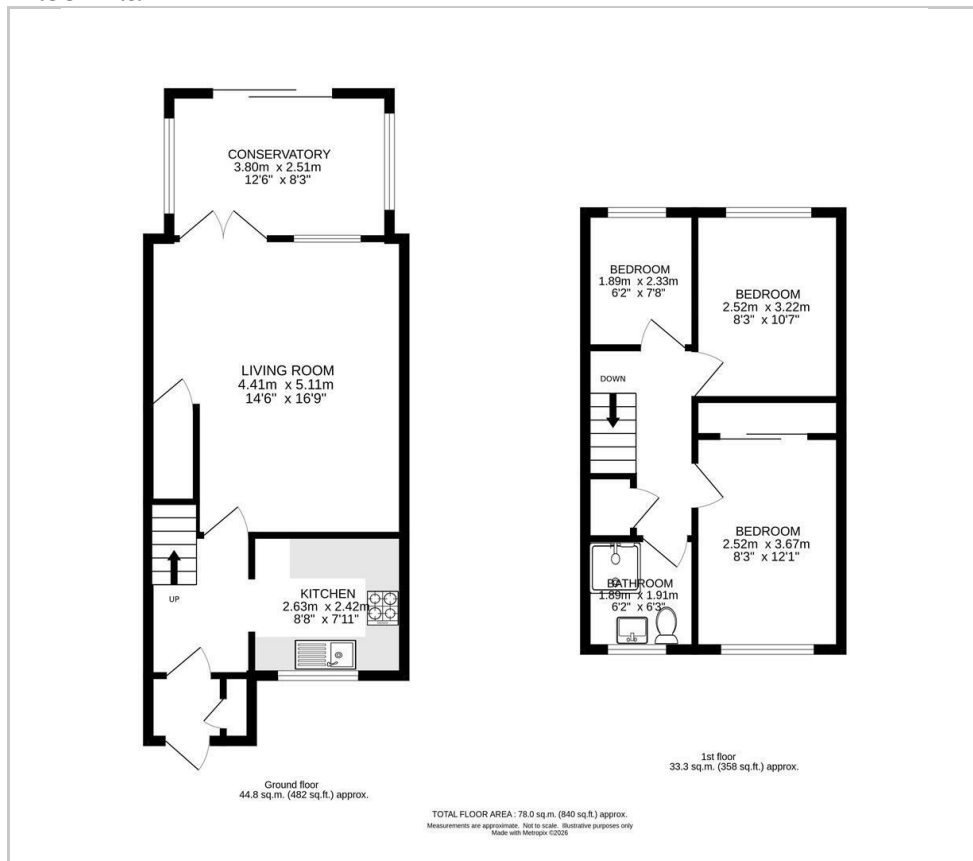 CONSERVATORY
3.80m x 2.51m
12'6" x 8'3"
LIVING ROOM
4.41m x 5.11m
14'6" x 16'9"
UP
KITCHEN
2.63m x 2.42m
8'8" x 7'11"
Ground floor
44.8 sq.m. (482 sq.ft.) approx.
BEDROOM
1.89m x 2.33m
6'2" x 7'8"
BEDROOM
2.52m x 3.22m
8'3" x 10'7"
DOWN
BEDROOM
2.52m x 3.67m
8'3" x 12'1"
BATHROOM
1.89m x 1.91m
6'2" x 6'3"
1st floor
33.3 sq.m. (358 sq.ft.) approx.
TOTAL FLOOR AREA : 78.0 sq.m. (840 sq.ft.) approx.
Measurements are approximate. Not to scale. Illustrative purposes only
Made with Metropix ©2026